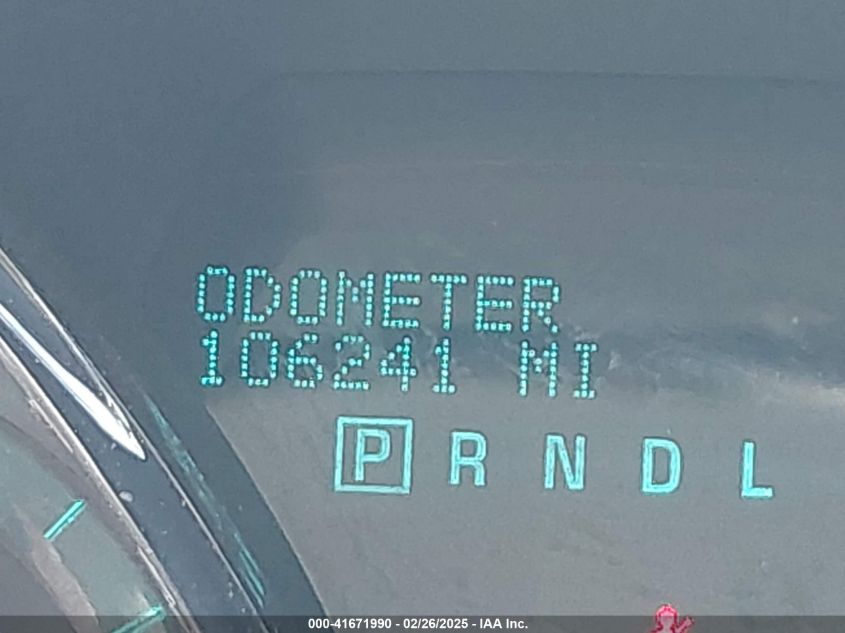 ODOMETER
106241 MI
P R N D L
000-41671990 - 02/26/2025 - IAA Inc.